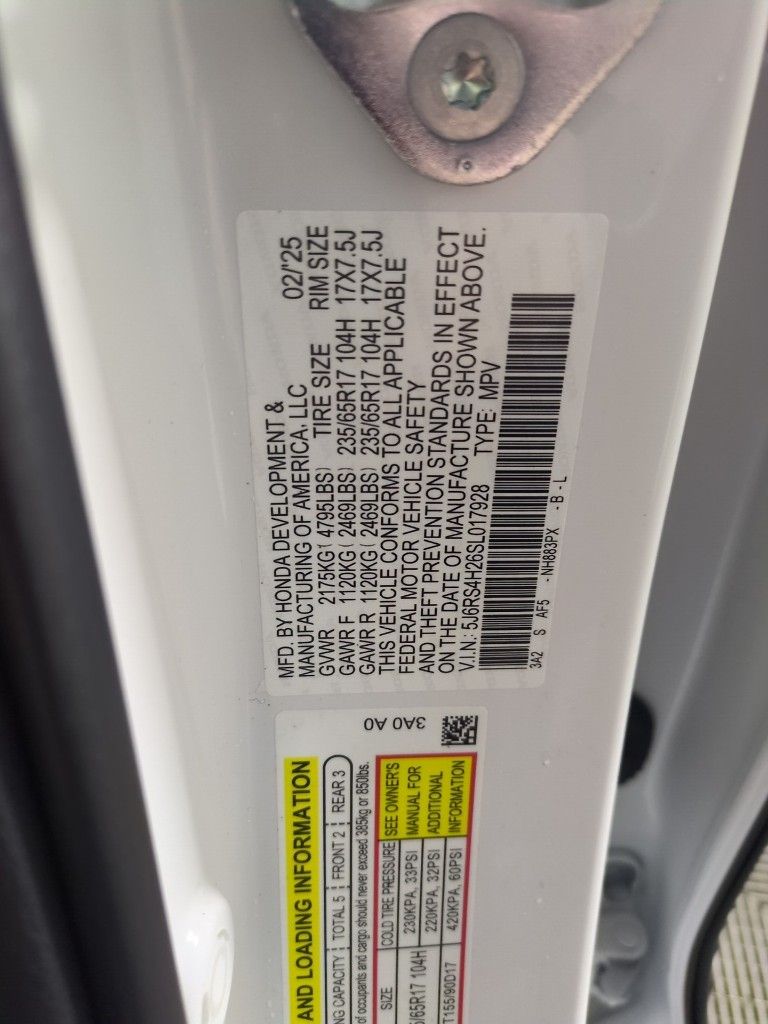 MFD. BY HONDA DEVELOPMENT &
MANUFACTURING OF AMERICA, LLC 02/'25
GVWR 2175KG( 4795LBS) TIRE SIZE RIM SIZE
GAWR F 1120KG( 2469LBS) 235/65R17 104H 17X7.5J
GAWR R 1120KG( 2469LBS) 235/65R17 104H 17X7.5J
THIS VEHICLE CONFORMS TO ALL APPLICABLE
FEDERAL MOTOR VEHICLE SAFETY
AND THEFT PREVENTION STANDARDS IN EFFECT
ON THE DATE OF MANUFACTURE SHOWN ABOVE.
V.I.N.: 5J6RS4H26SL017928 TYPE: MPV
3A2 S AF5 - NH883PX - B - L
3A0 A0
AND LOADING INFORMATION
NG CAPACITY TOTAL 5 FRONT 2 REAR 3
of occupants and cargo should never exceed 385kg or 850lbs.
SIZE COLD TIRE PRESSURE SEE OWNER'S
5/65R17 104H 230KPA, 33PSI MANUAL FOR
220KPA, 32PSI ADDITIONAL
T155/90D17 420KPA, 60PSI INFORMATION